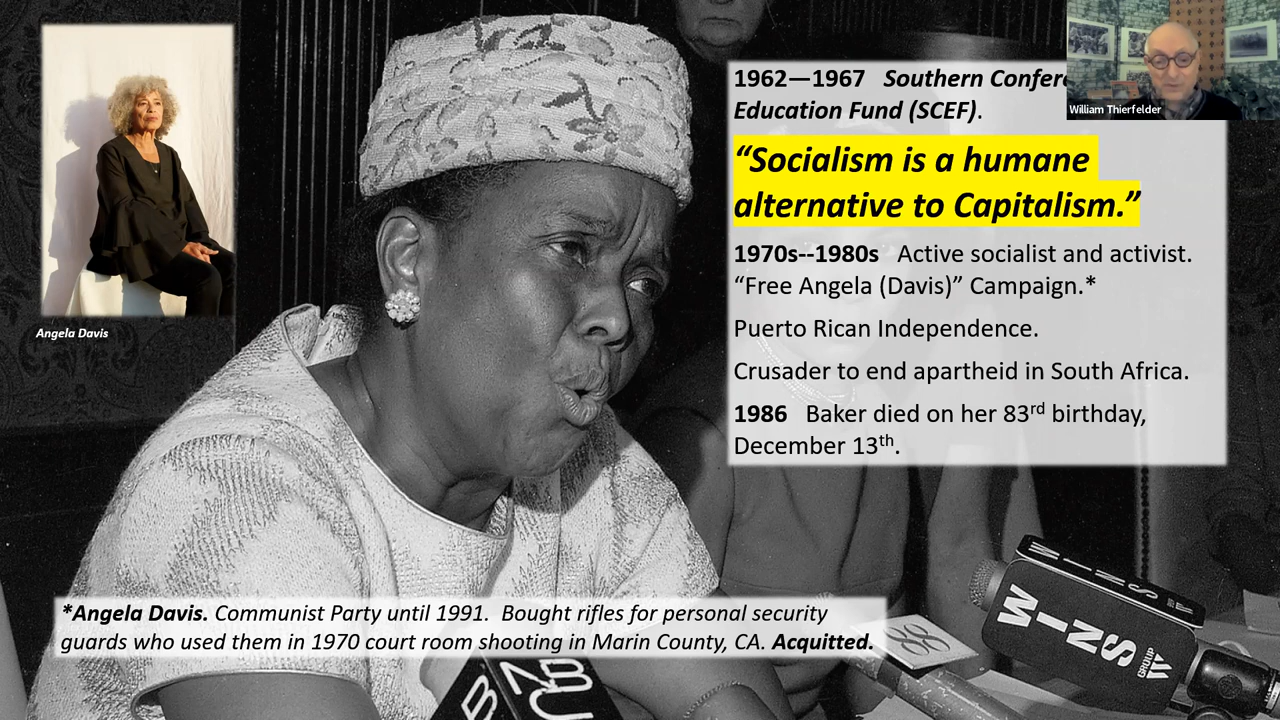 1962—1967 Southern Confere
Education Fund (SCEF).
“Socialism is a humane
alternative to Capitalism.”
1970s--1980s Active socialist and activist.
“Free Angela (Davis)” Campaign.*
Puerto Rican Independence.
Crusader to end apartheid in South Africa.
1986 Baker died on her 83rd birthday,
December 13th.
William Thierfelder
Angela Davis
*Angela Davis. Communist Party until 1991. Bought rifles for personal security
guards who used them in 1970 court room shooting in Marin County, CA. Acquitted.
WINS
GROUP W